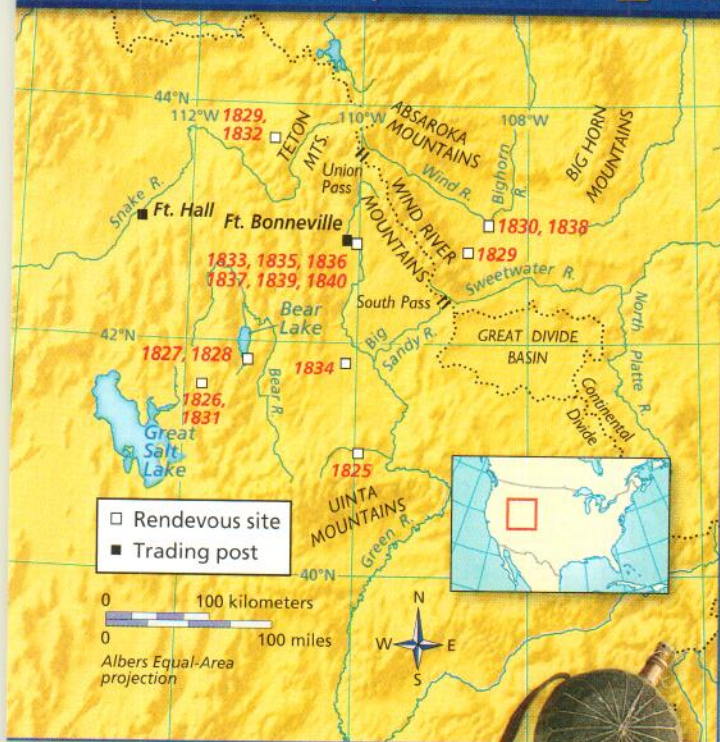 44°N
112°W
110°W
108°W
1829,
1832
TETON
MTS.
ABSAROKA
MOUNTAINS
BIG HORN
MOUNTAINS
Union
Pass
Wind R.
Bighorn
R.
Snake R.
Ft. Hall
Ft. Bonneville
WIND RIVER
MOUNTAINS
1830, 1838
1829
1833, 1835, 1836
1837, 1839, 1840
Sweetwater R.
South Pass
Bear
Lake
42°N
Big
Sandy R.
GREAT DIVIDE
BASIN
North
Platte R.
1827, 1828
1834
Bear R.
1826,
1831
Continental
Divide
Great
Salt
Lake
1825
UINTA
MOUNTAINS
Green R.
Rendevous site
Trading post
40°N
0 100 kilometers
0 100 miles
Albers Equal-Area
projection
N
W E
S